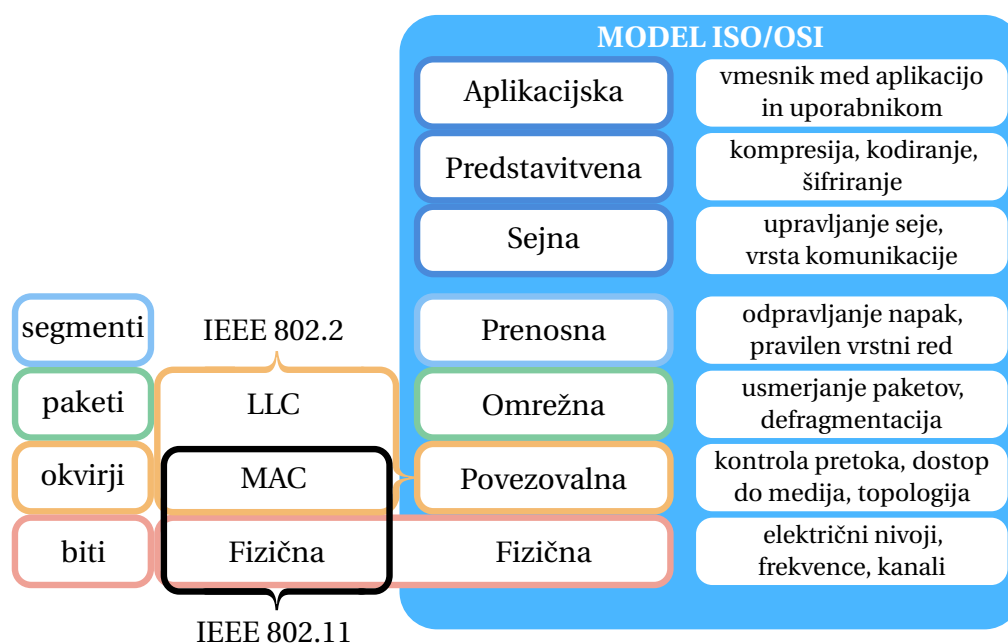 MODEL ISO/OSI
Aplikacijska
vmesnik med aplikacijo
in uporabnikom
Predstavitvena
kompresija, kodiranje,
šifriranje
Sejna
upravljanje seje,
vrsta komunikacije
segmenti
IEEE 802.2
Prenosna
odpravljanje napak,
pravilen vrstni red
paketi
LLC
Omrežna
usmerjanje paketov,
defragmentacija
okvirji
MAC
Povezovalna
kontrola pretoka, dostop
do medija, topologija
biti
Fizična
Fizična
električni nivoji,
frekvence, kanali
IEEE 802.11